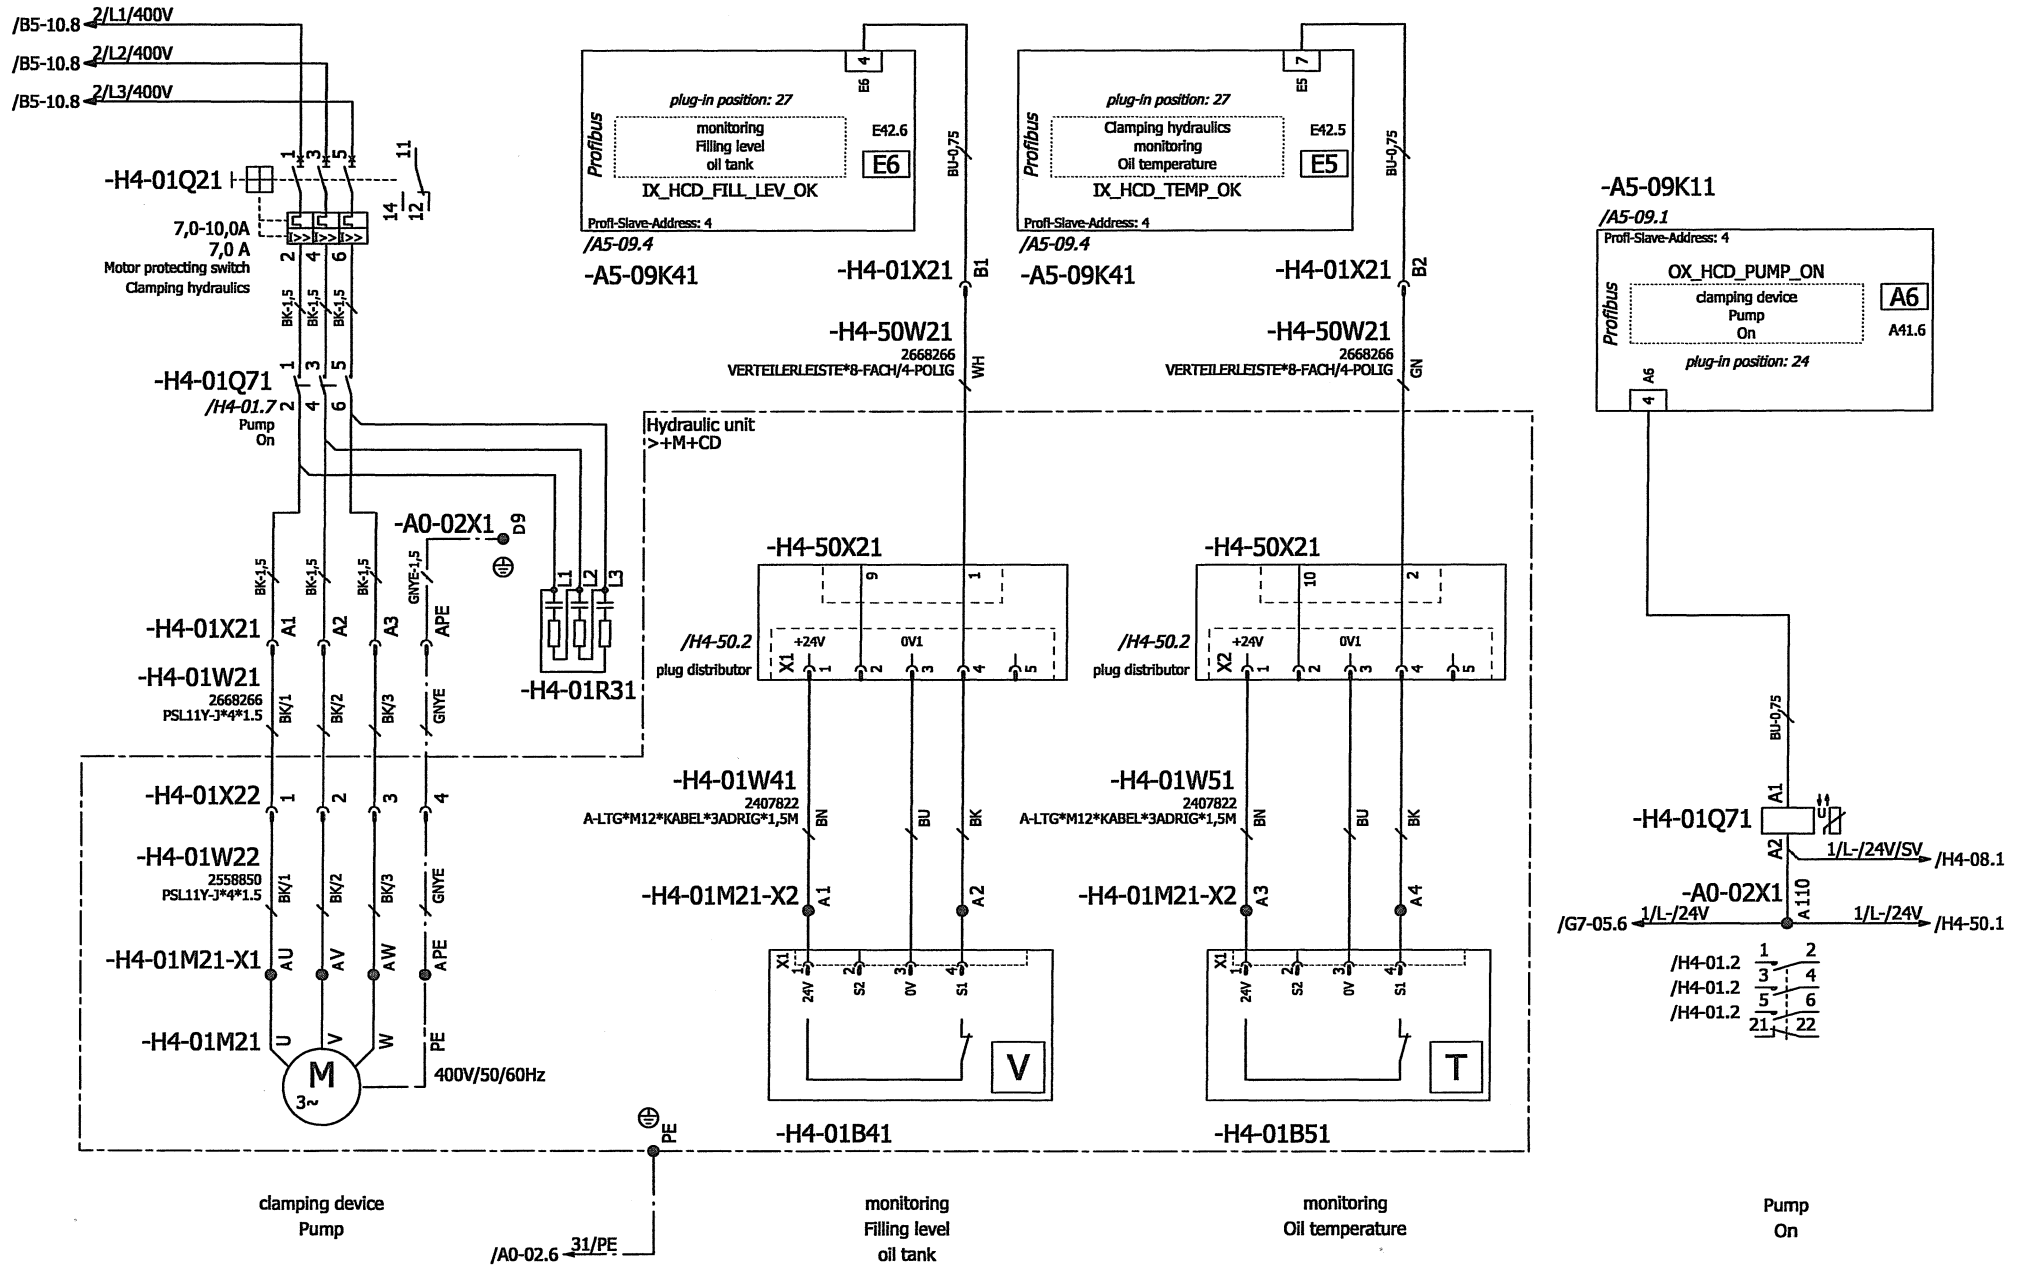 /B5-10.8 2/L1/400V
/B5-10.8 2/L2/400V
/B5-10.8 2/L3/400V
1 3 5 11
-H4-01Q21
14 12
7,0-10,0A
7,0 A
I>> I>> I>>
Motor protecting switch
Clamping hydraulics
2 4 6
BK-1,5 BK-1,5 BK-1,5
1 3 5
-H4-01Q71
/H4-01.7
Pump
On
2 4 6
-A0-02X1 D9
BK-1,5 BK-1,5 BK-1,5 GNYE-1,5
L1 L2 L3
-H4-01X21 A1 A2 A3 APE
-H4-01R31
-H4-01W21
2668266
PSL11Y-J*4*1.5
BK/1 BK/2 BK/3 GNYE
-H4-01X22 1 2 3 4
-H4-01W22
2558850
PSL11Y-J*4*1.5
BK/1 BK/2 BK/3 GNYE
-H4-01M21-X1 A U A V A W A PE
-H4-01M21 U V W PE
M
3~
400V/50/60Hz
clamping device
Pump
PE
/A0-02.6 31/PE
4
E6
plug-in position: 27
Profibus
monitoring
Filling level
oil tank
E42.6
E6
IX_HCD_FILL_LEV_OK
Profi-Slave-Address: 4
/A5-09.4
-A5-09K41
BU-0,75
-H4-01X21 B1
-H4-50W21
2668266
VERTEILERLEISTE*8-FACH/4-POLIG
WH
Hydraulic unit
>+M+CD
-H4-50X21
9 1
/H4-50.2
plug distributor
+24V 0V1
X1 1 2 3 4 5
-H4-01W41
2407822
A-LTG*M12*KABEL*3ADRIG*1,5M
BN BU BK
-H4-01M21-X2 A 1 A 2
X1 1 2 3 4
24V S2 0V S1
V
-H4-01B41
monitoring
Filling level
oil tank
7
E5
plug-in position: 27
Profibus
Clamping hydraulics
monitoring
Oil temperature
E42.5
E5
IX_HCD_TEMP_OK
Profi-Slave-Address: 4
/A5-09.4
-A5-09K41
BU-0,75
-H4-01X21 B2
-H4-50W21
2668266
VERTEILERLEISTE*8-FACH/4-POLIG
GN
-H4-50X21
10 2
/H4-50.2
plug distributor
+24V 0V1
X2 1 2 3 4 5
-H4-01W51
2407822
A-LTG*M12*KABEL*3ADRIG*1,5M
BN BU BK
-H4-01M21-X2 A 3 A 4
X1 1 2 3 4
24V S2 0V S1
T
-H4-01B51
monitoring
Oil temperature
-A5-09K11
/A5-09.1
Profi-Slave-Address: 4
OX_HCD_PUMP_ON
Profibus
clamping device
Pump
On
A6
A41.6
plug-in position: 24
A6
4
BU-0,75
A1
-H4-01Q71
U
A2
1/L-/24V/SV /H4-08.1
-A0-02X1 A 110
/G7-05.6 1/L-/24V 1/L-/24V /H4-50.1
/H4-01.2 1 2
/H4-01.2 3 4
/H4-01.2 5 6
21 22
Pump
On